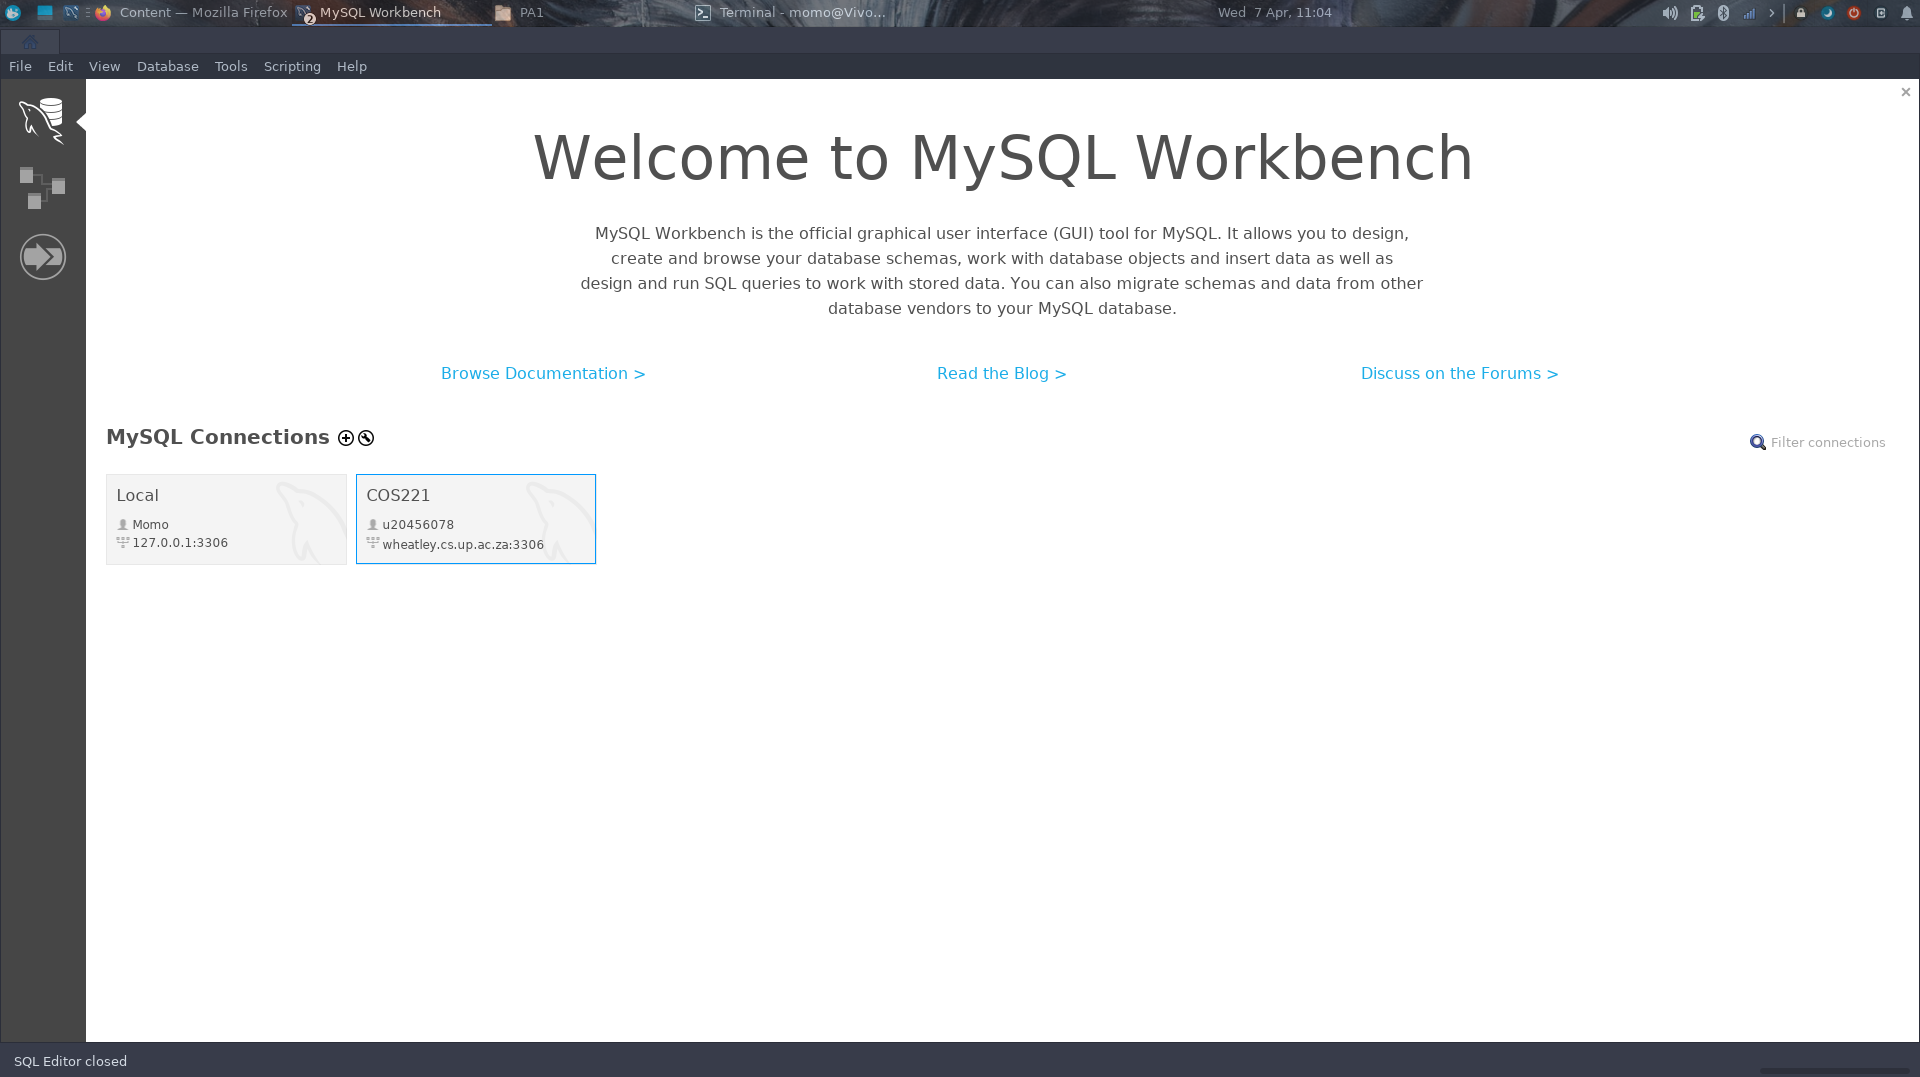 Content — Mozilla Firefox
2
MySQL Workbench
PA1
Terminal - momo@Vivo...
Wed 7 Apr, 11:04
File Edit View Database Tools Scripting Help
Welcome to MySQL Workbench
MySQL Workbench is the official graphical user interface (GUI) tool for MySQL. It allows you to design,
create and browse your database schemas, work with database objects and insert data as well as
design and run SQL queries to work with stored data. You can also migrate schemas and data from other
database vendors to your MySQL database.
Browse Documentation >
Read the Blog >
Discuss on the Forums >
MySQL Connections
Filter connections
Local
Momo
127.0.0.1:3306
COS221
u20456078
wheatley.cs.up.ac.za:3306
SQL Editor closed